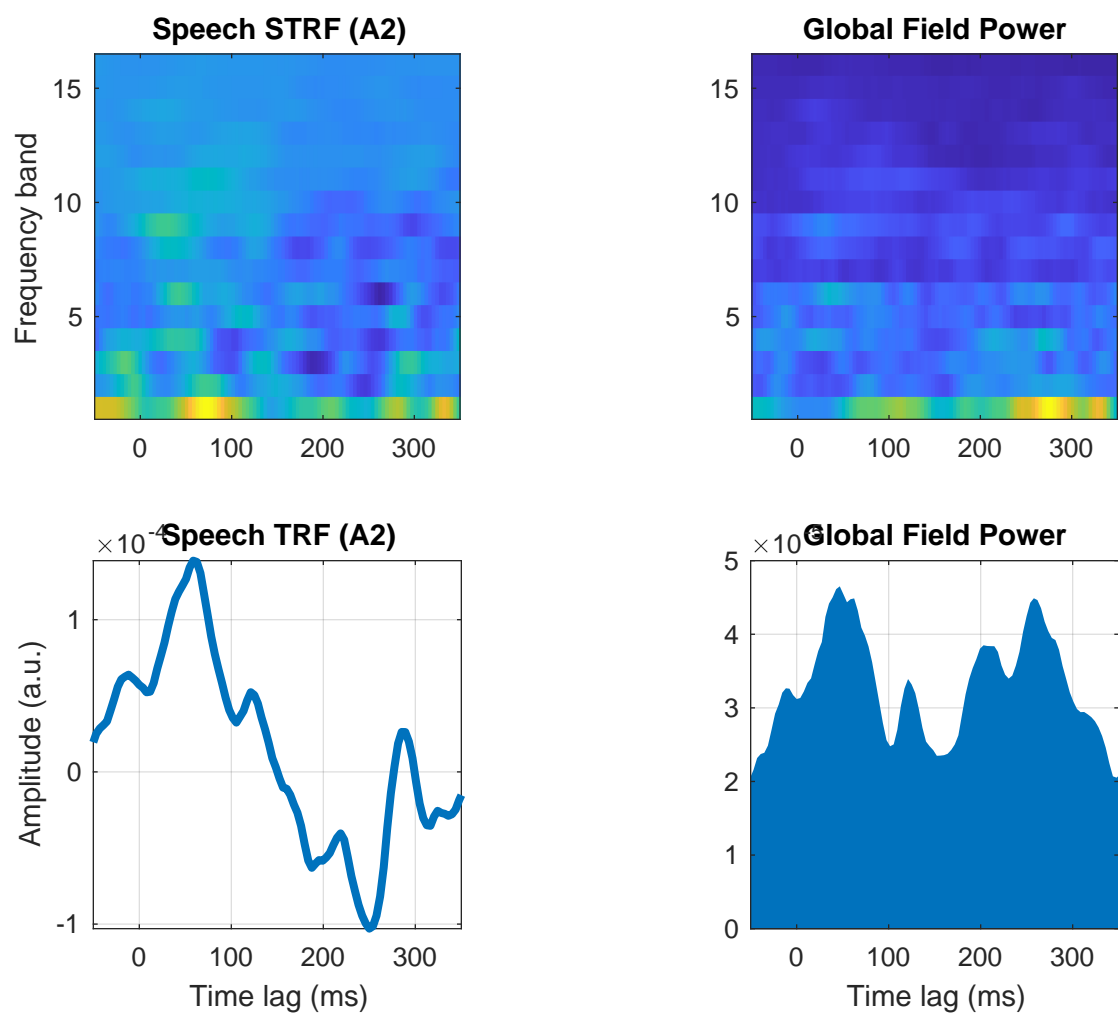 Speech STRF (A2)
Frequency band
15
10
5
0 100 200 300
Global Field Power
15
10
5
0 100 200 300
Speech TRF (A2)
×10^-4
Amplitude (a.u.)
1
0
-1
0 100 200 300
Time lag (ms)
Global Field Power
×10
5
4
3
2
1
0
0 100 200 300
Time lag (ms)